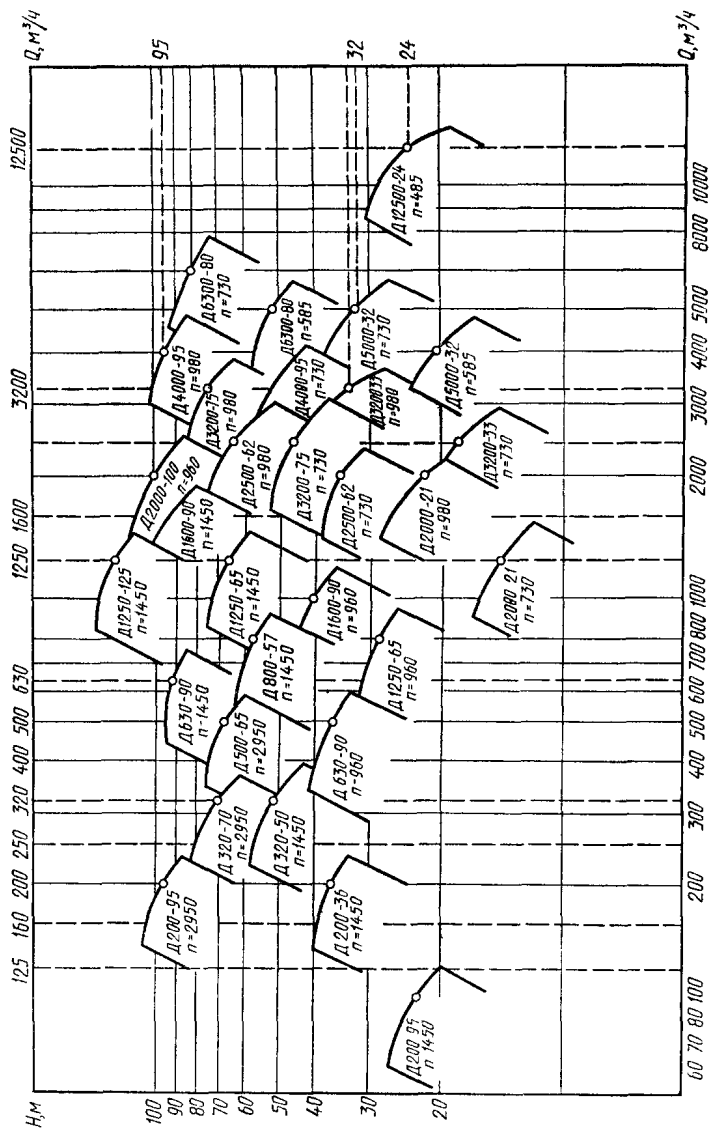 Q, м³/ч
95
32
24
Q, м³/ч
12500
3200
1600
1250
630
320
250
200
160
125
10000
8000
5000
4000
3000
2000
1000
800
700
600
500
400
300
200
100
80
70
60
H, м
100
90
80
70
60
50
40
30
20
Д12500-24
n=485
Д6300-80
n=730
Д6300-80
n=585
Д5000-32
n=730
Д4000-95
n=980
Д4000-95
n=730
Д5000-32
n=585
Д3200-75
n=980
Д3200-33
n=980
Д2000-100
n=960
Д2500-62
n=980
Д3200-75
n=730
Д3200-33
n=730
Д1600-90
n=1450
Д2500-62
n=730
Д2000-21
n=980
Д1250-125
n=1450
Д1250-65
n=1450
Д1600-90
n=960
Д2000 21
n=730
Д800-57
n=1450
Д1250-65
n=960
Д630-90
n-1450
Д500-65
n=2950
Д630-90
n-960
Д320-70
n=2950
Д320-50
n=1450
Д200-95
n=2950
Д200-36
n=1450
Д200 95
n 1450